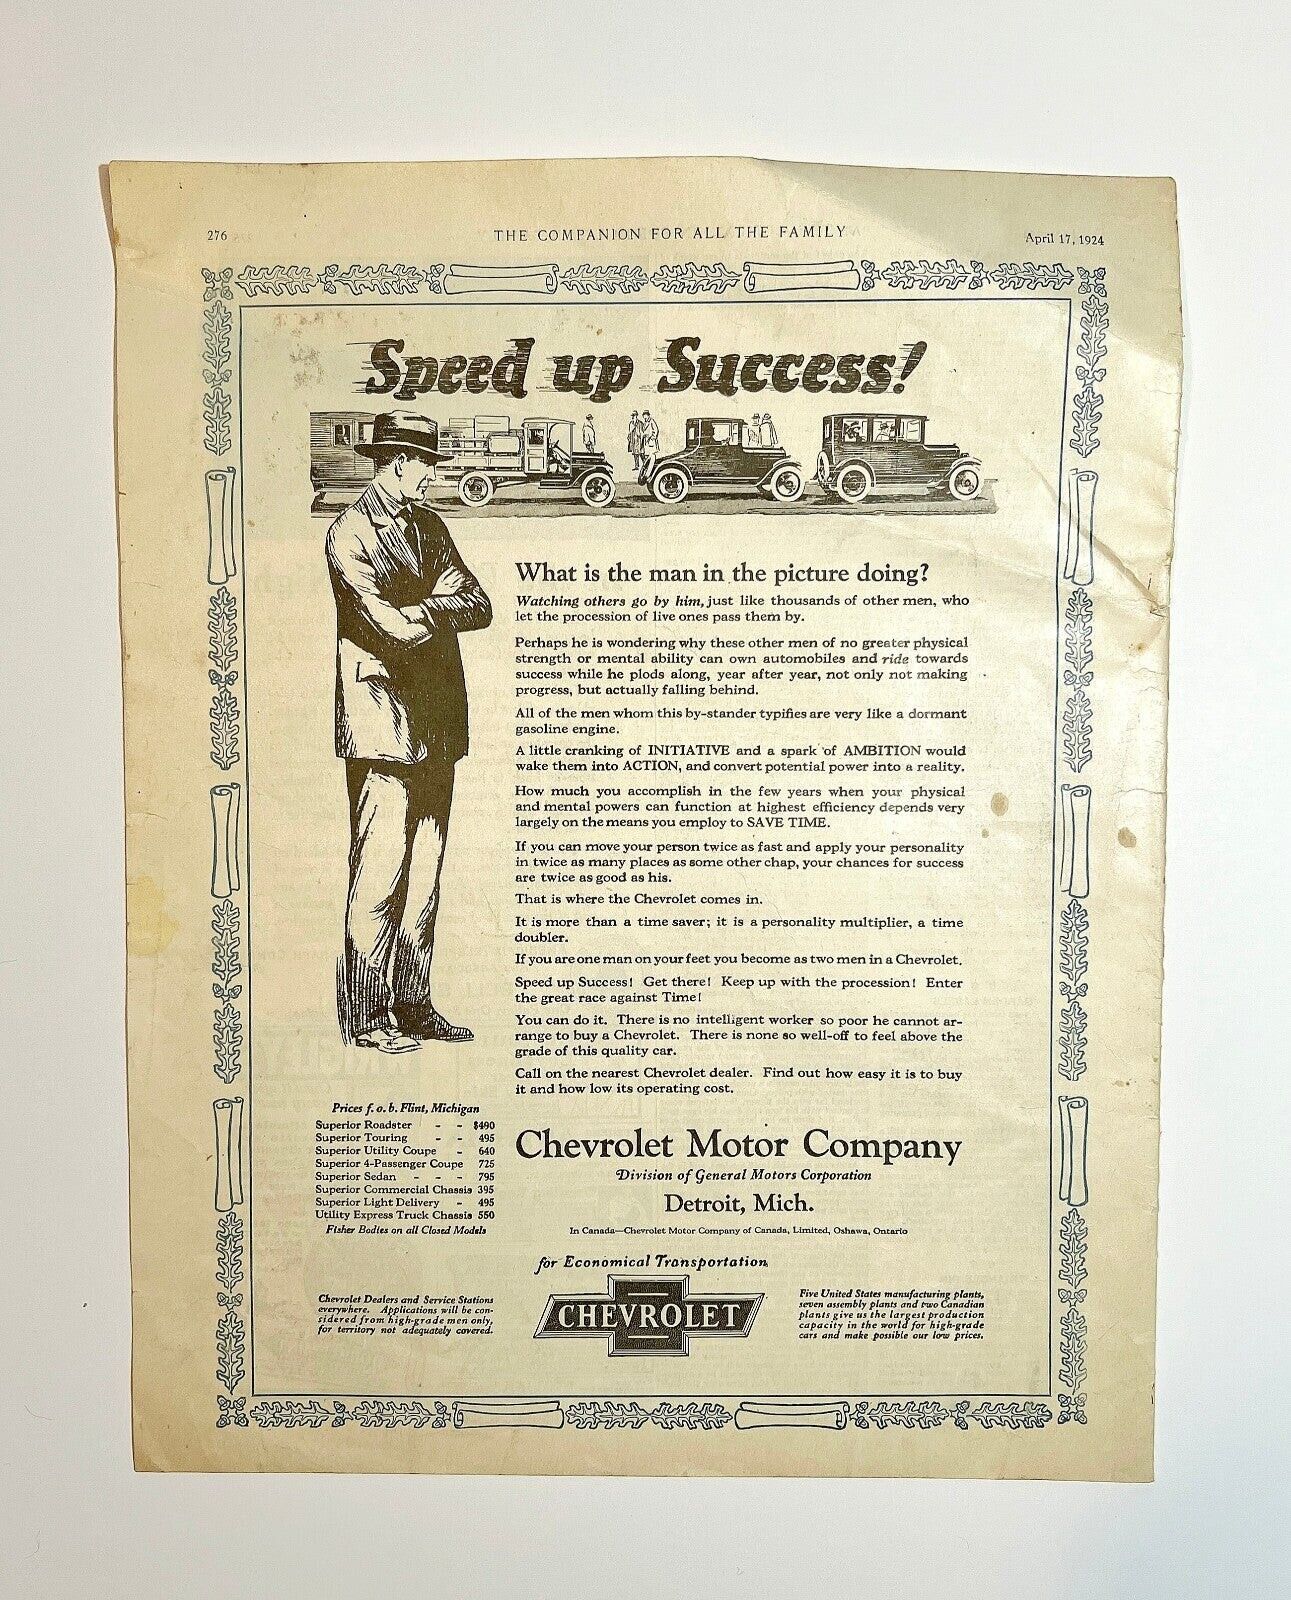 276
THE COMPANION FOR ALL THE FAMILY
April 17, 1924
Speed up Success!
What is the man in the picture doing?
Watching others go by him, just like thousands of other men, who
let the procession of live ones pass them by.
Perhaps he is wondering why these other men of no greater physical
strength or mental ability can own automobiles and ride towards
success while he plods along, year after year, not only not making
progress, but actually falling behind.
All of the men whom this by-stander typifies are very like a dormant
gasoline engine.
A little cranking of INITIATIVE and a spark of AMBITION would
wake them into ACTION, and convert potential power into a reality.
How much you accomplish in the few years when your physical
and mental powers can function at highest efficiency depends very
largely on the means you employ to SAVE TIME.
If you can move your person twice as fast and apply your personality
in twice as many places as some other chap, your chances for success
are twice as good as his.
That is where the Chevrolet comes in.
It is more than a time saver; it is a personality multiplier, a time
doubler.
If you are one man on your feet you become as two men in a Chevrolet.
Speed up Success! Get there! Keep up with the procession! Enter
the great race against Time!
You can do it. There is no intelligent worker so poor he cannot ar-
range to buy a Chevrolet. There is none so well-off to feel above the
grade of this quality car.
Call on the nearest Chevrolet dealer. Find out how easy it is to buy
it and how low its operating cost.
Prices f. o. b. Flint, Michigan
Superior Roadster - - $490
Superior Touring - - 495
Superior Utility Coupe - 640
Superior 4-Passenger Coupe 725
Superior Sedan - - - 795
Superior Commercial Chassis 395
Superior Light Delivery - 495
Utility Express Truck Chassis 550
Fisher Bodies on all Closed Models
Chevrolet Motor Company
Division of General Motors Corporation
Detroit, Mich.
In Canada—Chevrolet Motor Company of Canada, Limited, Oshawa, Ontario
for Economical Transportation
CHEVROLET
Chevrolet Dealers and Service Stations
everywhere. Applications will be con-
sidered from high-grade men only,
for territory not adequately covered.
Five United States manufacturing plants,
seven assembly plants and two Canadian
plants give us the largest production
capacity in the world for high-grade
cars and make possible our low prices.